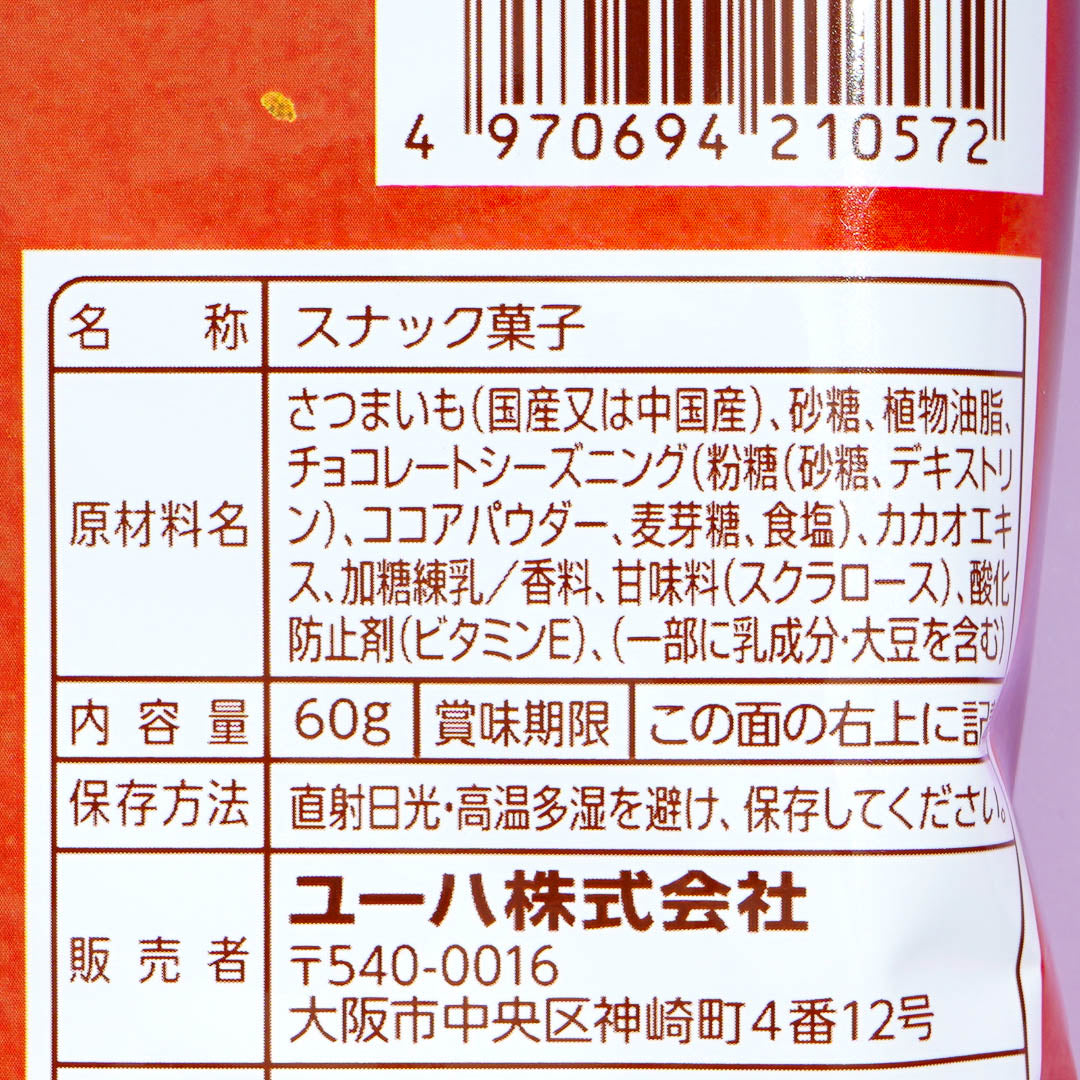 4 970694 210572
名称 スナック菓子
原材料名 さつまいも(国産又は中国産)、砂糖、植物油脂、
チョコレートシーズニング(粉糖(砂糖、デキストリ
ン)、ココアパウダー、麦芽糖、食塩)、カカオエキ
ス、加糖練乳/香料、甘味料(スクラロース)、酸化
防止剤(ビタミンE)、(一部に乳成分・大豆を含む)
内容量 60g 賞味期限 この面の右上に記
保存方法 直射日光・高温多湿を避け、保存してください。
販売者 ユーハ株式会社
〒540-0016
大阪市中央区神崎町4番12号